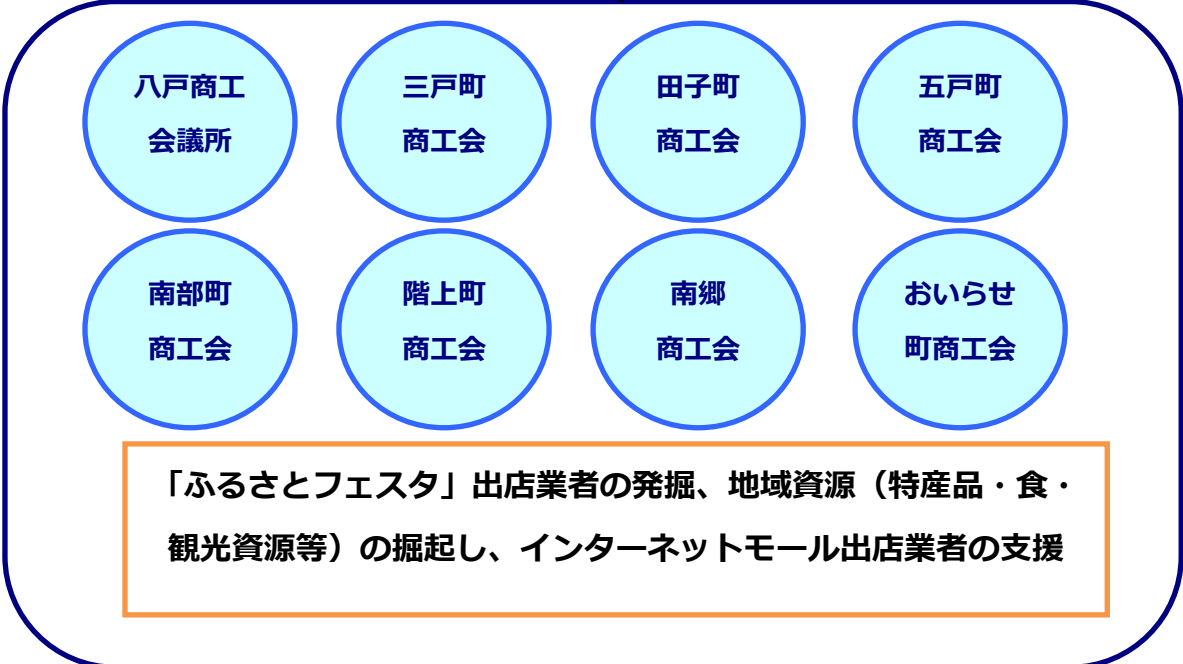 八戸商工
会議所
三戸町
商工会
田子町
商工会
五戸町
商工会
南部町
商工会
階上町
商工会
南郷
商工会
おいらせ
町商工会
「ふるさとフェスタ」出店業者の発掘、地域資源（特産品・食・
観光資源等）の掘起し、インターネットモール出店業者の支援